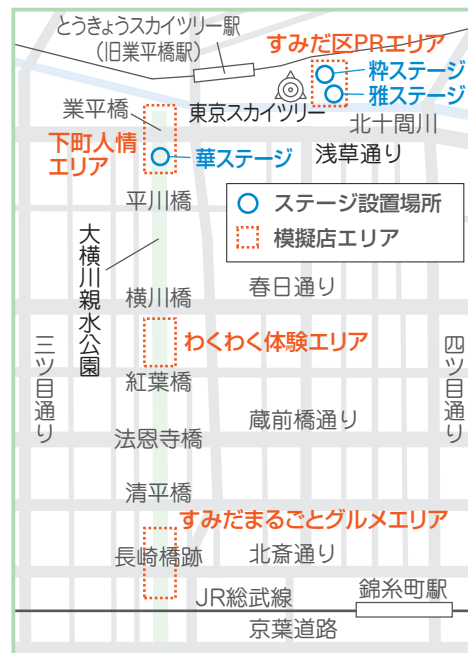 とうきょうスカイツリー駅
(旧業平橋駅)
すみだ区PRエリア
粋ステージ
雅ステージ
東京スカイツリー
業平橋
北十間川
下町人情
エリア
華ステージ
浅草通り
平川橋
ステージ設置場所
模擬店エリア
大横川親水公園
横川橋
春日通り
わくわく体験エリア
三ツ目通り
四ツ目通り
紅葉橋
蔵前橋通り
法恩寺橋
清平橋
すみだまるごとグルメエリア
長崎橋跡
北斎通り
JR総武線
錦糸町駅
京葉道路